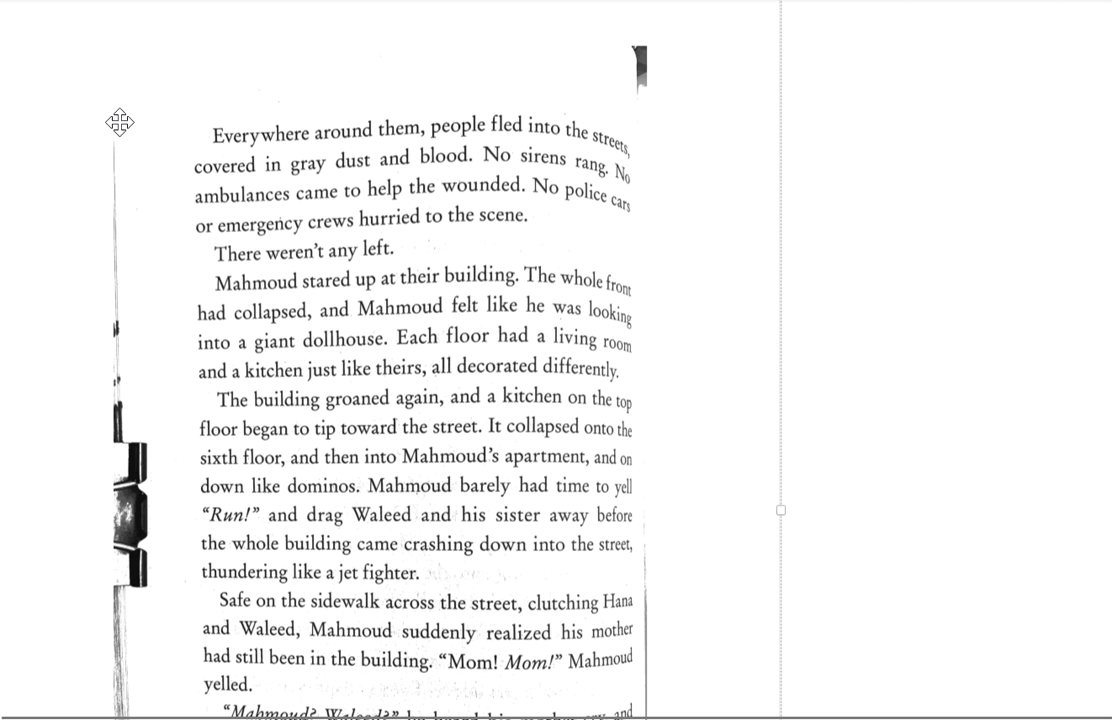 Everywhere around them, people fled into the streets,
covered in gray dust and blood. No sirens rang. No
ambulances came to help the wounded. No police cars
or emergency crews hurried to the scene.
There weren’t any left.
Mahmoud stared up at their building. The whole front
had collapsed, and Mahmoud felt like he was looking
into a giant dollhouse. Each floor had a living room
and a kitchen just like theirs, all decorated differently.
The building groaned again, and a kitchen on the top
floor began to tip toward the street. It collapsed onto the
sixth floor, and then into Mahmoud’s apartment, and on
down like dominos. Mahmoud barely had time to yell
“Run!” and drag Waleed and his sister away before
the whole building came crashing down into the street,
thundering like a jet fighter.
Safe on the sidewalk across the street, clutching Hana
and Waleed, Mahmoud suddenly realized his mother
had still been in the building. “Mom! Mom!” Mahmoud
yelled.
“Mahmoud? Waleed?” he heard his mother cry, and